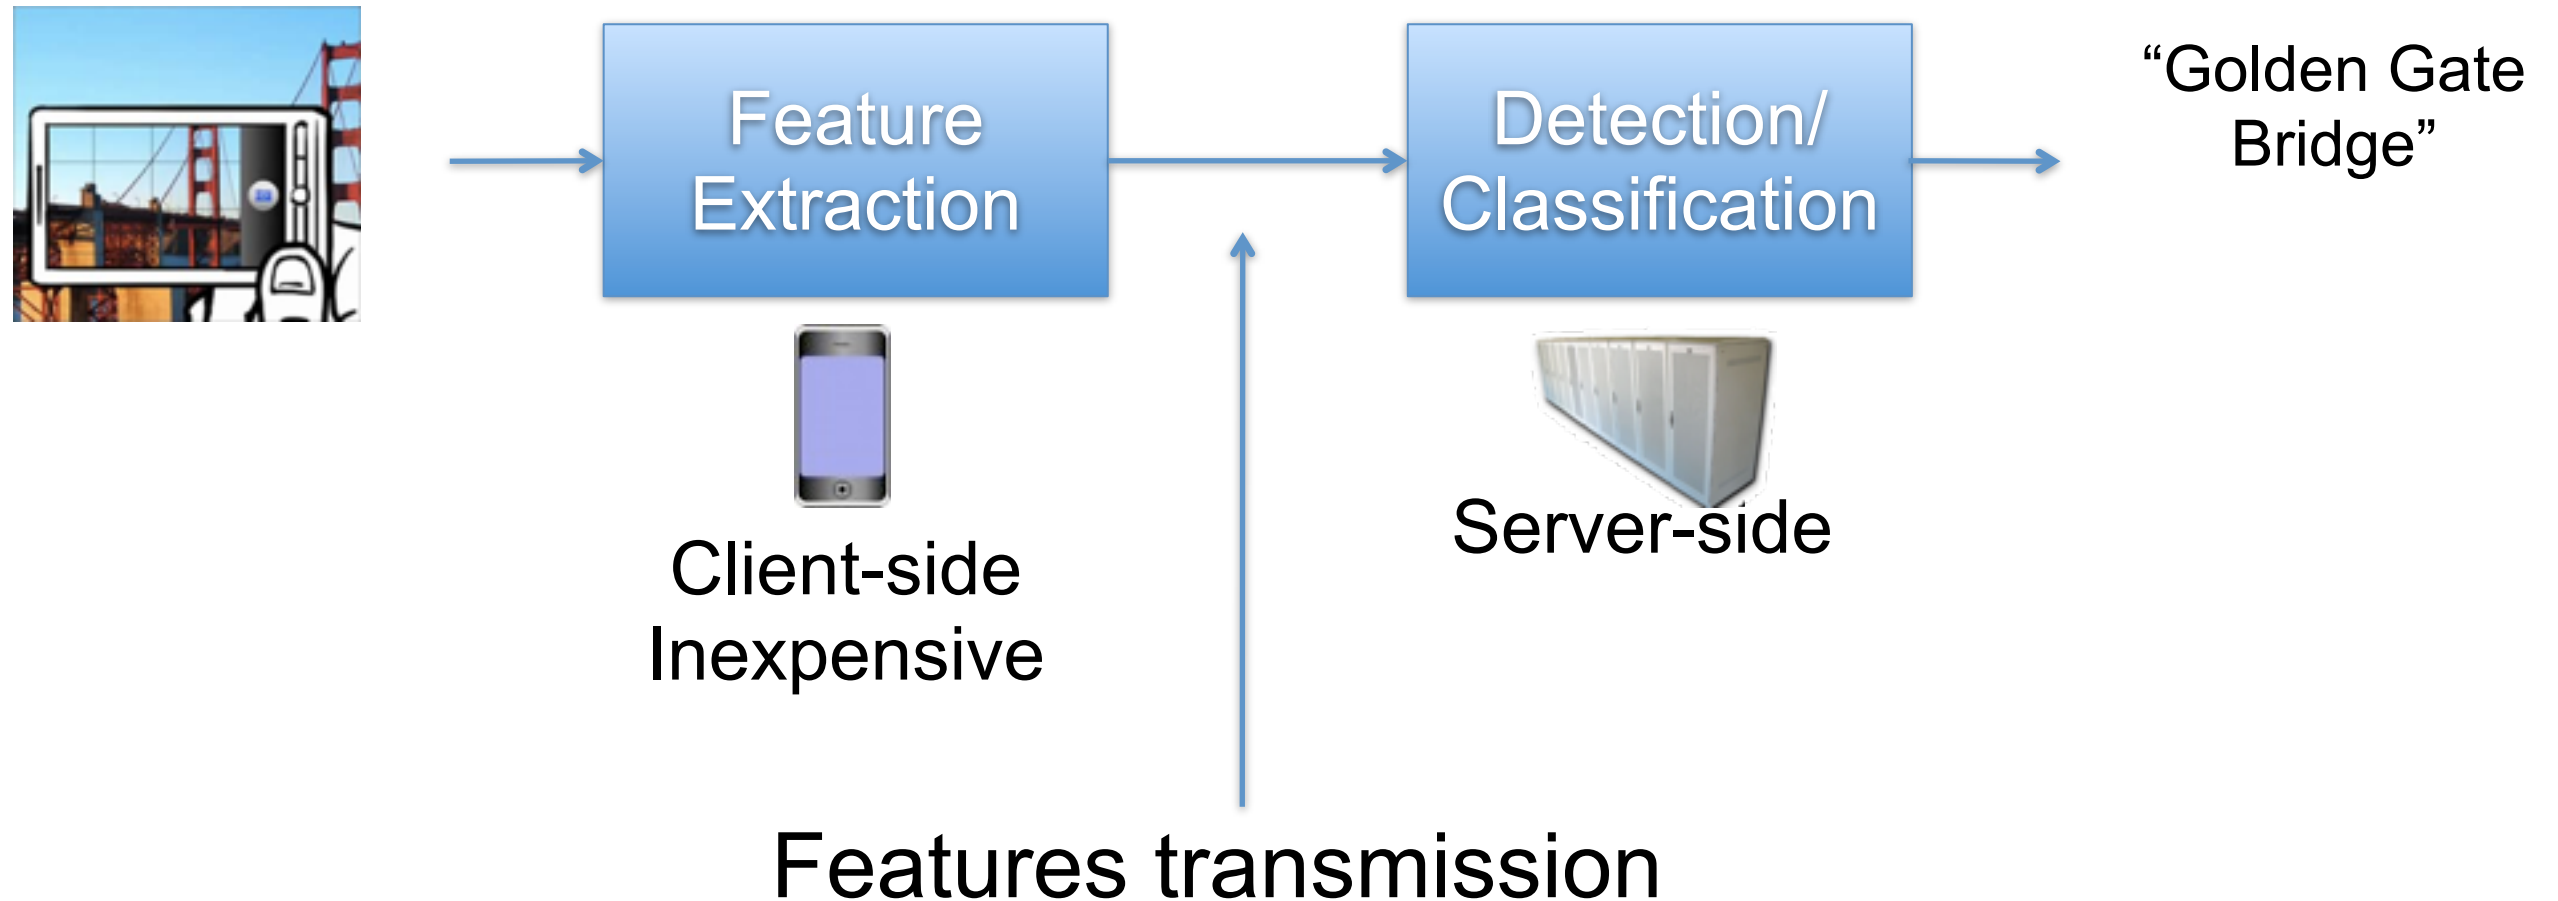 Feature
Extraction
Detection/
Classification
“Golden Gate
Bridge”
Client-side
Inexpensive
Server-side
Features transmission